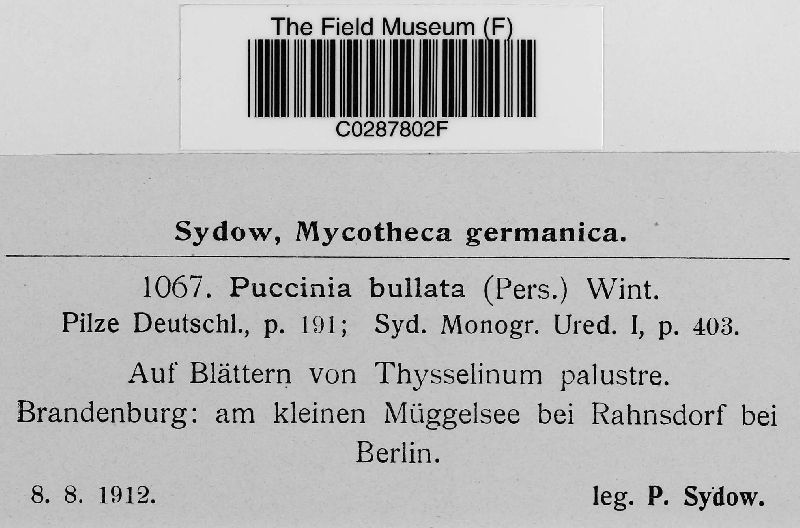 The Field Museum (F)
C0287802F
Sydow, Mycotheca germanica.
1067. Puccinia bullata (Pers.) Wint.
Pilze Deutschl., p. 191; Syd. Monogr. Ured. I, p. 403.
Auf Blättern von Thysselinum palustre.
Brandenburg: am kleinen Müggelsee bei Rahnsdorf bei
Berlin.
8. 8. 1912. leg. P. Sydow.